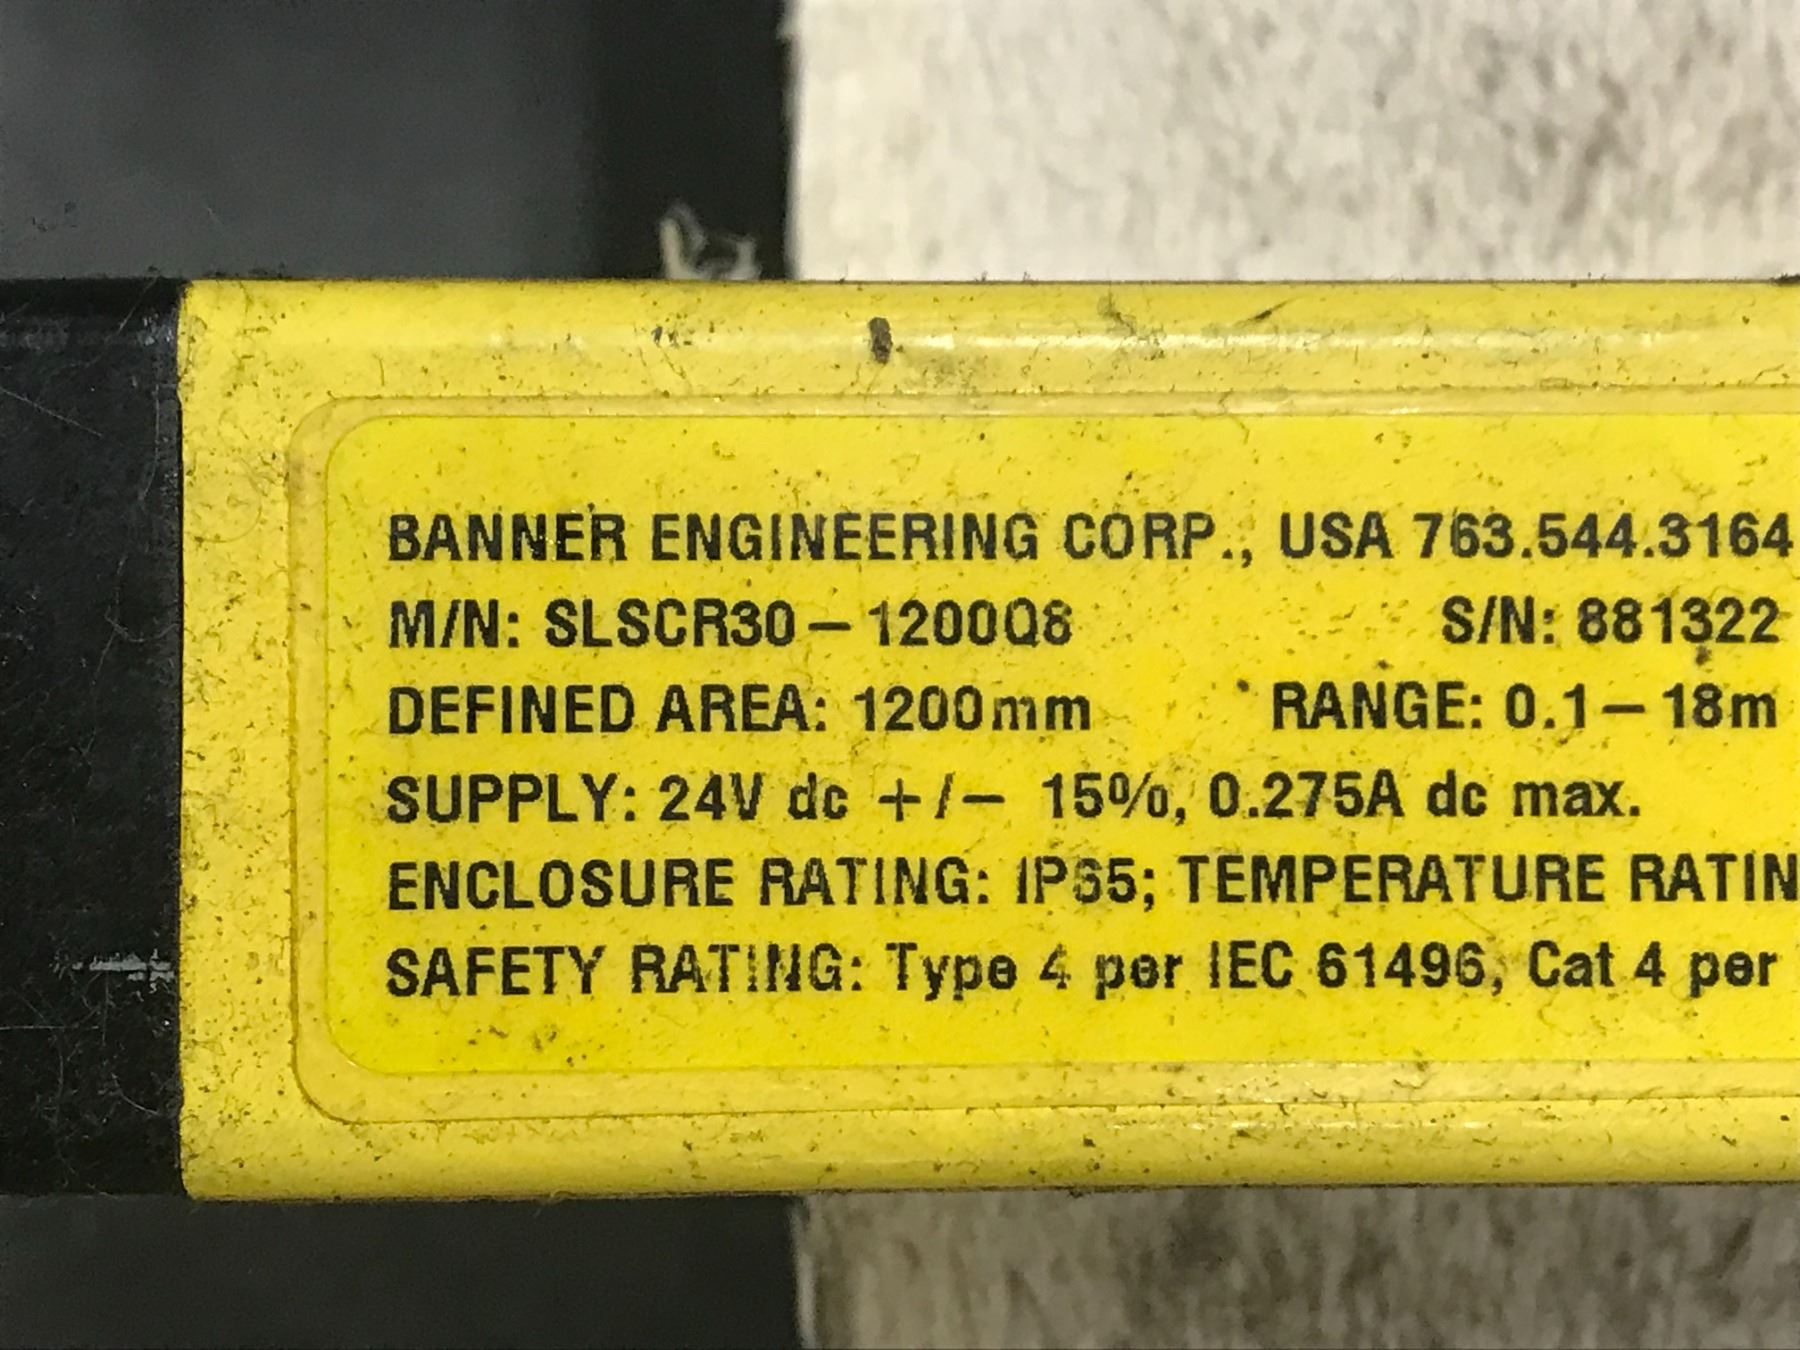 BANNER ENGINEERING CORP., USA 763.544.3164
M/N: SLSCR30–1200Q8 S/N: 881322
DEFINED AREA: 1200mm RANGE: 0.1–18m
SUPPLY: 24V dc +/– 15%, 0.275A dc max.
ENCLOSURE RATING: IP65; TEMPERATURE RATIN
SAFETY RATING: Type 4 per IEC 61496, Cat 4 per